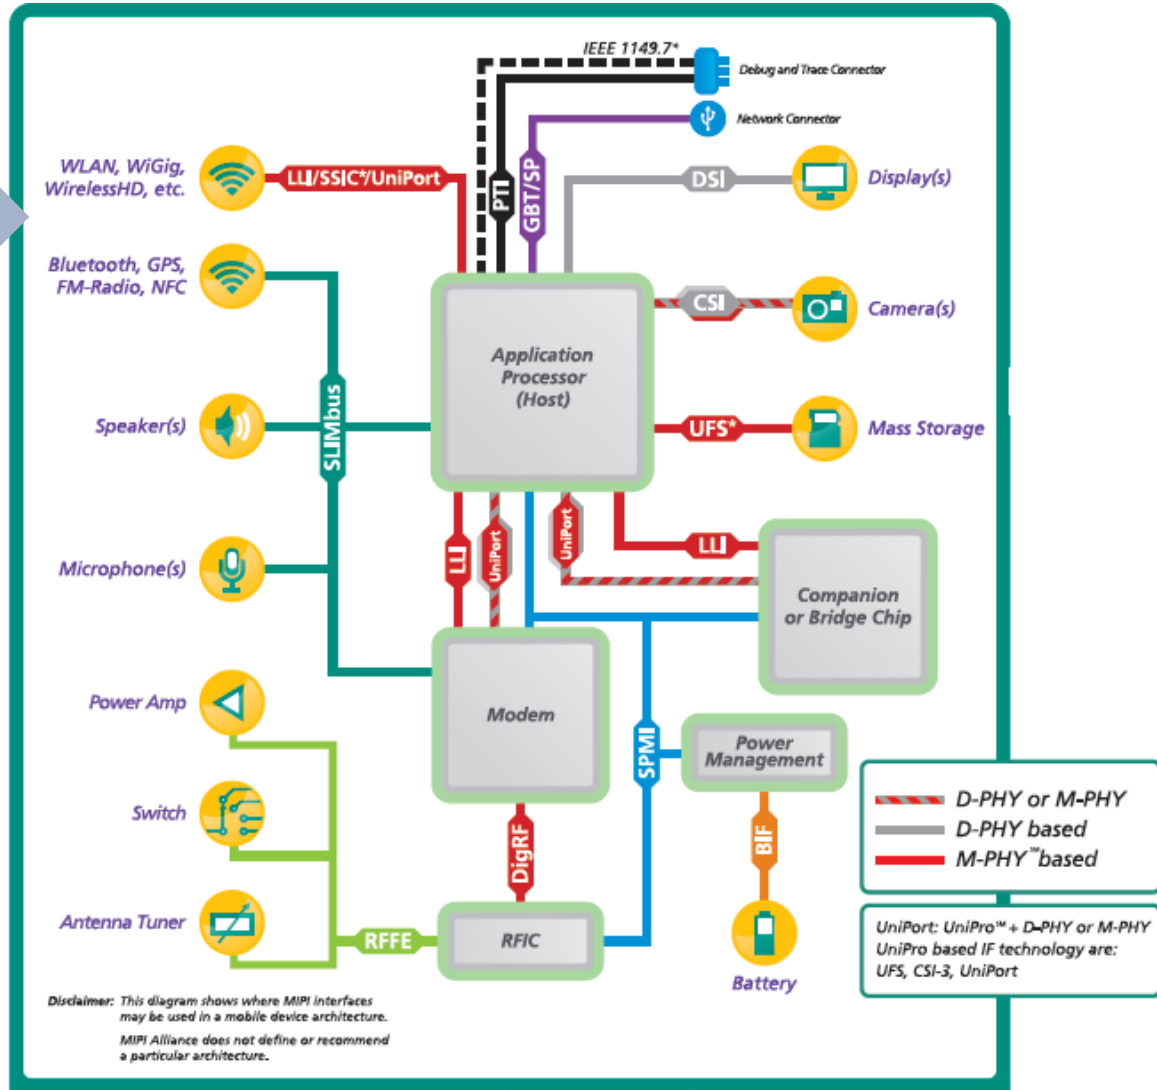 IEEE 1149.7*
Debug and Trace Connector
Network Connector
WLAN, WiGig,
WirelessHD, etc.
LLI/SSIC*/UniPort
PTI
GBT/SP
DSI
Display(s)
Bluetooth, GPS,
FM-Radio, NFC
CSI
Camera(s)
Application
Processor
(Host)
SLIMbus
Speaker(s)
UFS*
Mass Storage
LLI
UniPort
UniPort
LLI
Microphone(s)
Companion
or Bridge Chip
Power Amp
Modem
SPMI
Power
Management
Switch
DigRF
BIF
D-PHY or M-PHY
D-PHY based
M-PHY™based
Antenna Tuner
RFFE
RFIC
Battery
UniPort: UniPro™ + D-PHY or M-PHY
UniPro based IF technology are:
UFS, CSI-3, UniPort
Disclaimer: This diagram shows where MIPI interfaces
may be used in a mobile device architecture.
MIPI Alliance does not define or recommend
a particular architecture.